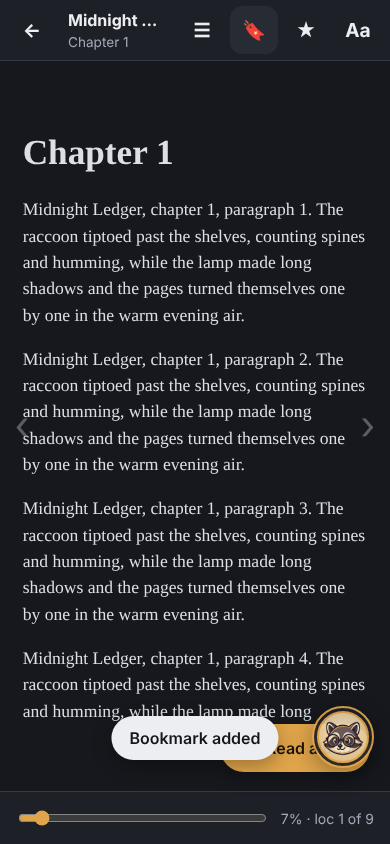 Midnight ...
Chapter 1
Aa
Chapter 1
Midnight Ledger, chapter 1, paragraph 1. The
raccoon tiptoed past the shelves, counting spines
and humming, while the lamp made long
shadows and the pages turned themselves one
by one in the warm evening air.
Midnight Ledger, chapter 1, paragraph 2. The
raccoon tiptoed past the shelves, counting spines
and humming, while the lamp made long
shadows and the pages turned themselves one
by one in the warm evening air.
Midnight Ledger, chapter 1, paragraph 3. The
raccoon tiptoed past the shelves, counting spines
and humming, while the lamp made long
shadows and the pages turned themselves one
by one in the warm evening air.
Midnight Ledger, chapter 1, paragraph 4. The
raccoon tiptoed past the shelves, counting spines
and humming, while the lamp made long
Bookmark added
7% · loc 1 of 9